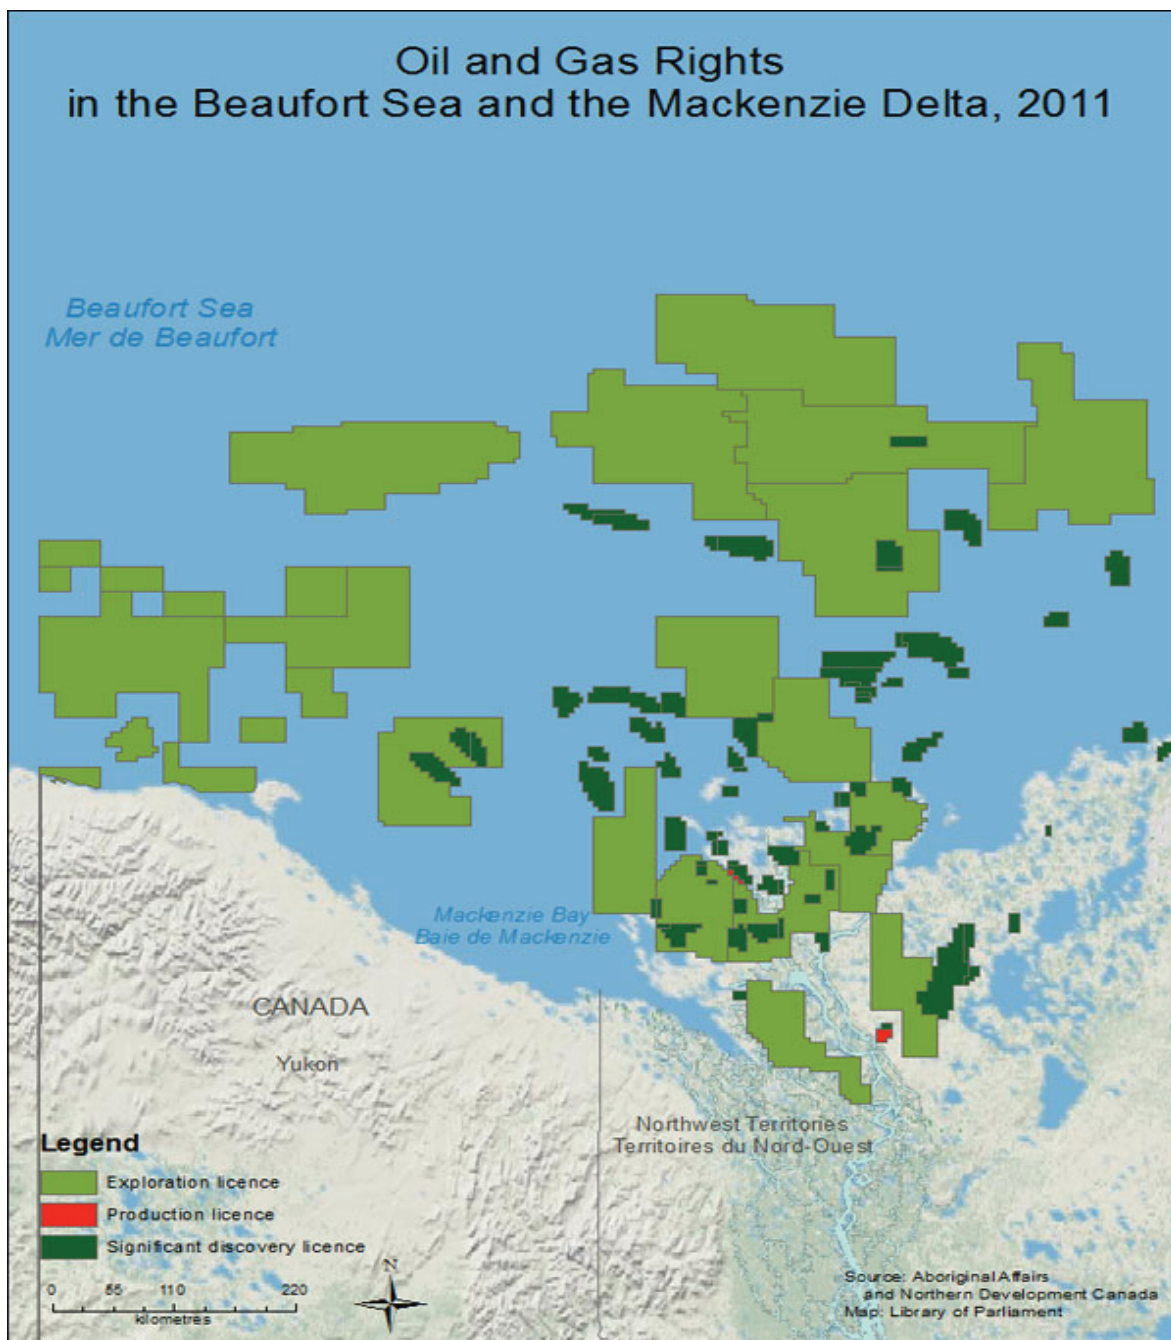 Oil and Gas Rights
in the Beaufort Sea and the Mackenzie Delta, 2011
Beaufort Sea
Mer de Beaufort
Mackenzie Bay
Baie de Mackenzie
CANADA
Yukon
Northwest Territories
Territoires du Nord-Ouest
Legend
Exploration licence
Production licence
Significant discovery licence
N
0 55 110 220
kilometres
Source: Aboriginal Affairs
and Northern Development Canada
Map: Library of Parliament